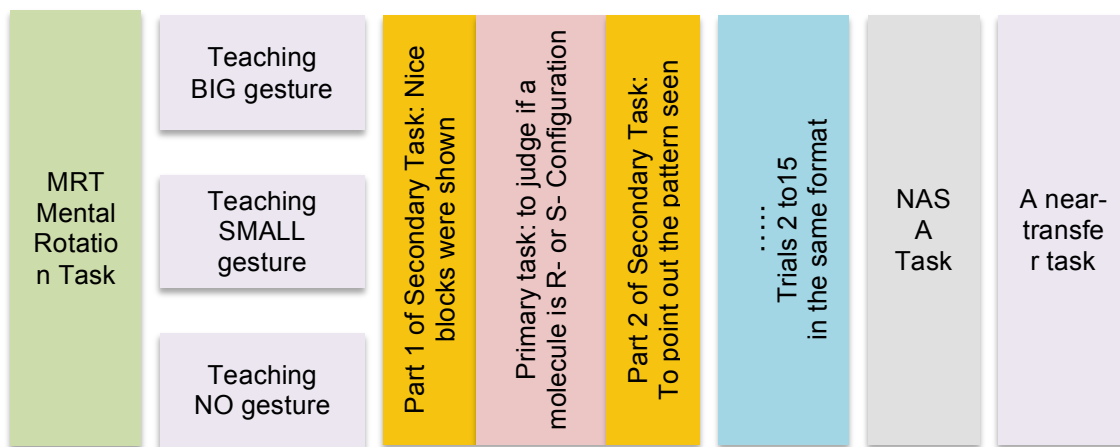 MRT
Mental
Rotatio
n Task
Teaching
BIG gesture
Teaching
SMALL
gesture
Teaching
NO gesture
Part 1 of Secondary Task: Nice
blocks were shown
Primary task: to judge if a
molecule is R- or S- Configuration
Part 2 of Secondary Task:
To point out the pattern seen
.....
Trials 2 to15
in the same format
NAS
A
Task
A near-
transfe
r task